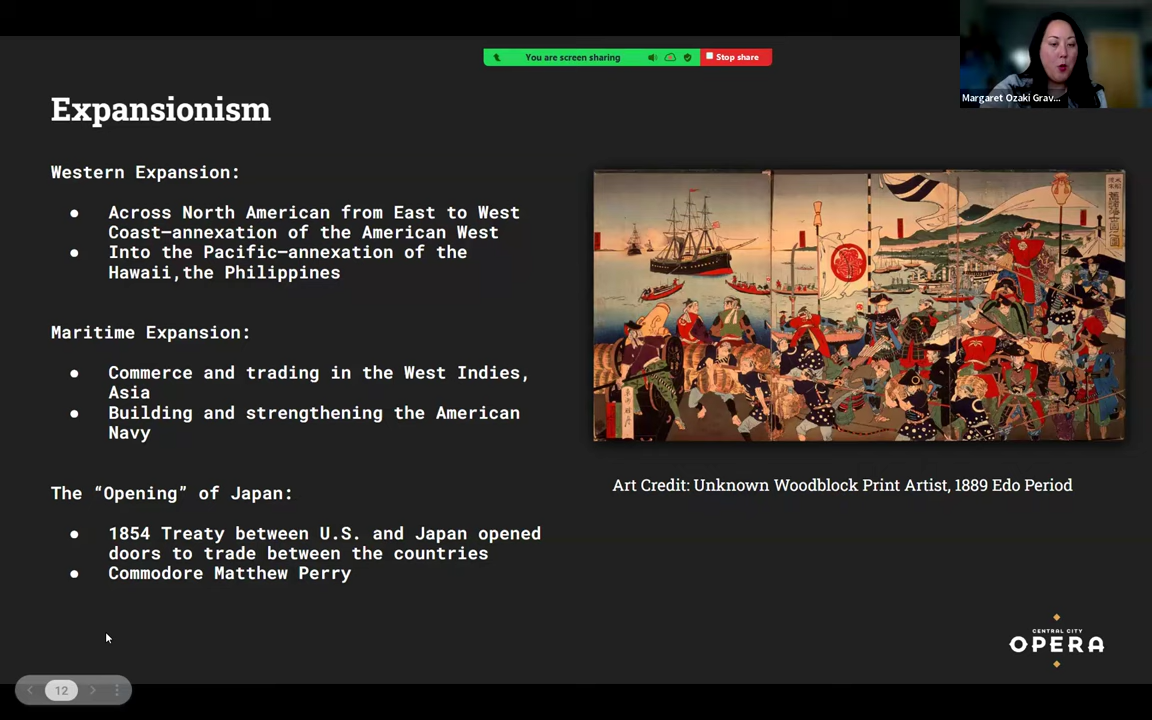 You are screen sharing
Stop share
Margaret Ozaki Grav...
Expansionism
Western Expansion:
● Across North American from East to West
Coast—annexation of the American West
● Into the Pacific—annexation of the
Hawaii,the Philippines
Maritime Expansion:
● Commerce and trading in the West Indies,
Asia
● Building and strengthening the American
Navy
The “Opening” of Japan:
● 1854 Treaty between U.S. and Japan opened
doors to trade between the countries
● Commodore Matthew Perry
Art Credit: Unknown Woodblock Print Artist, 1889 Edo Period
CENTRAL CITY
OPERA
12